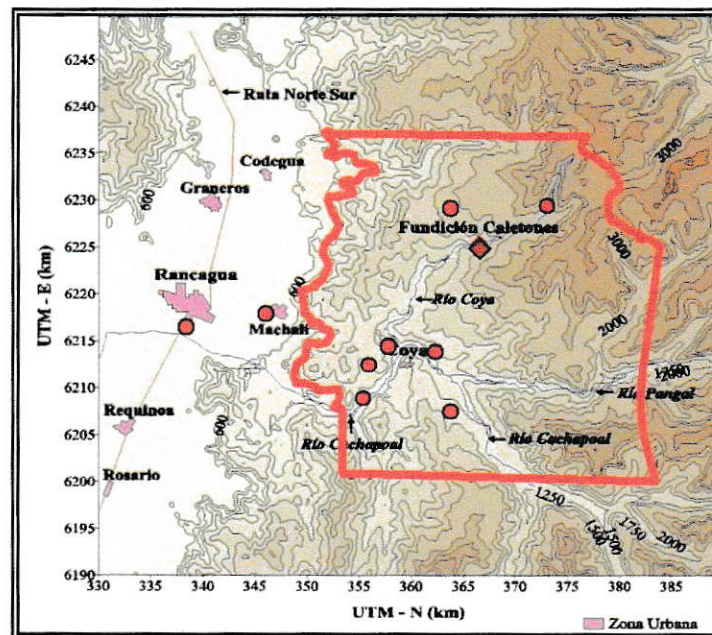 6240
Ruta Norte Sur
UTM - E (km)
6235
Codegua
3000
6230
Graneros
600
Fundición Caletones
6225
3000
Rancagua
6220
600
Río Coya
Machalí
2000
6215
Coya
1750
2000
6210
Río Pangal
Requinoa
600
6205
Río Cachapoal
Río Cachapoal
Rosario
6200
1250
6195
1500
1750
1500
2000
6190
330 335 340 345 350 355 360 365 370 375 380 385
UTM - N (km)
Zona Urbana